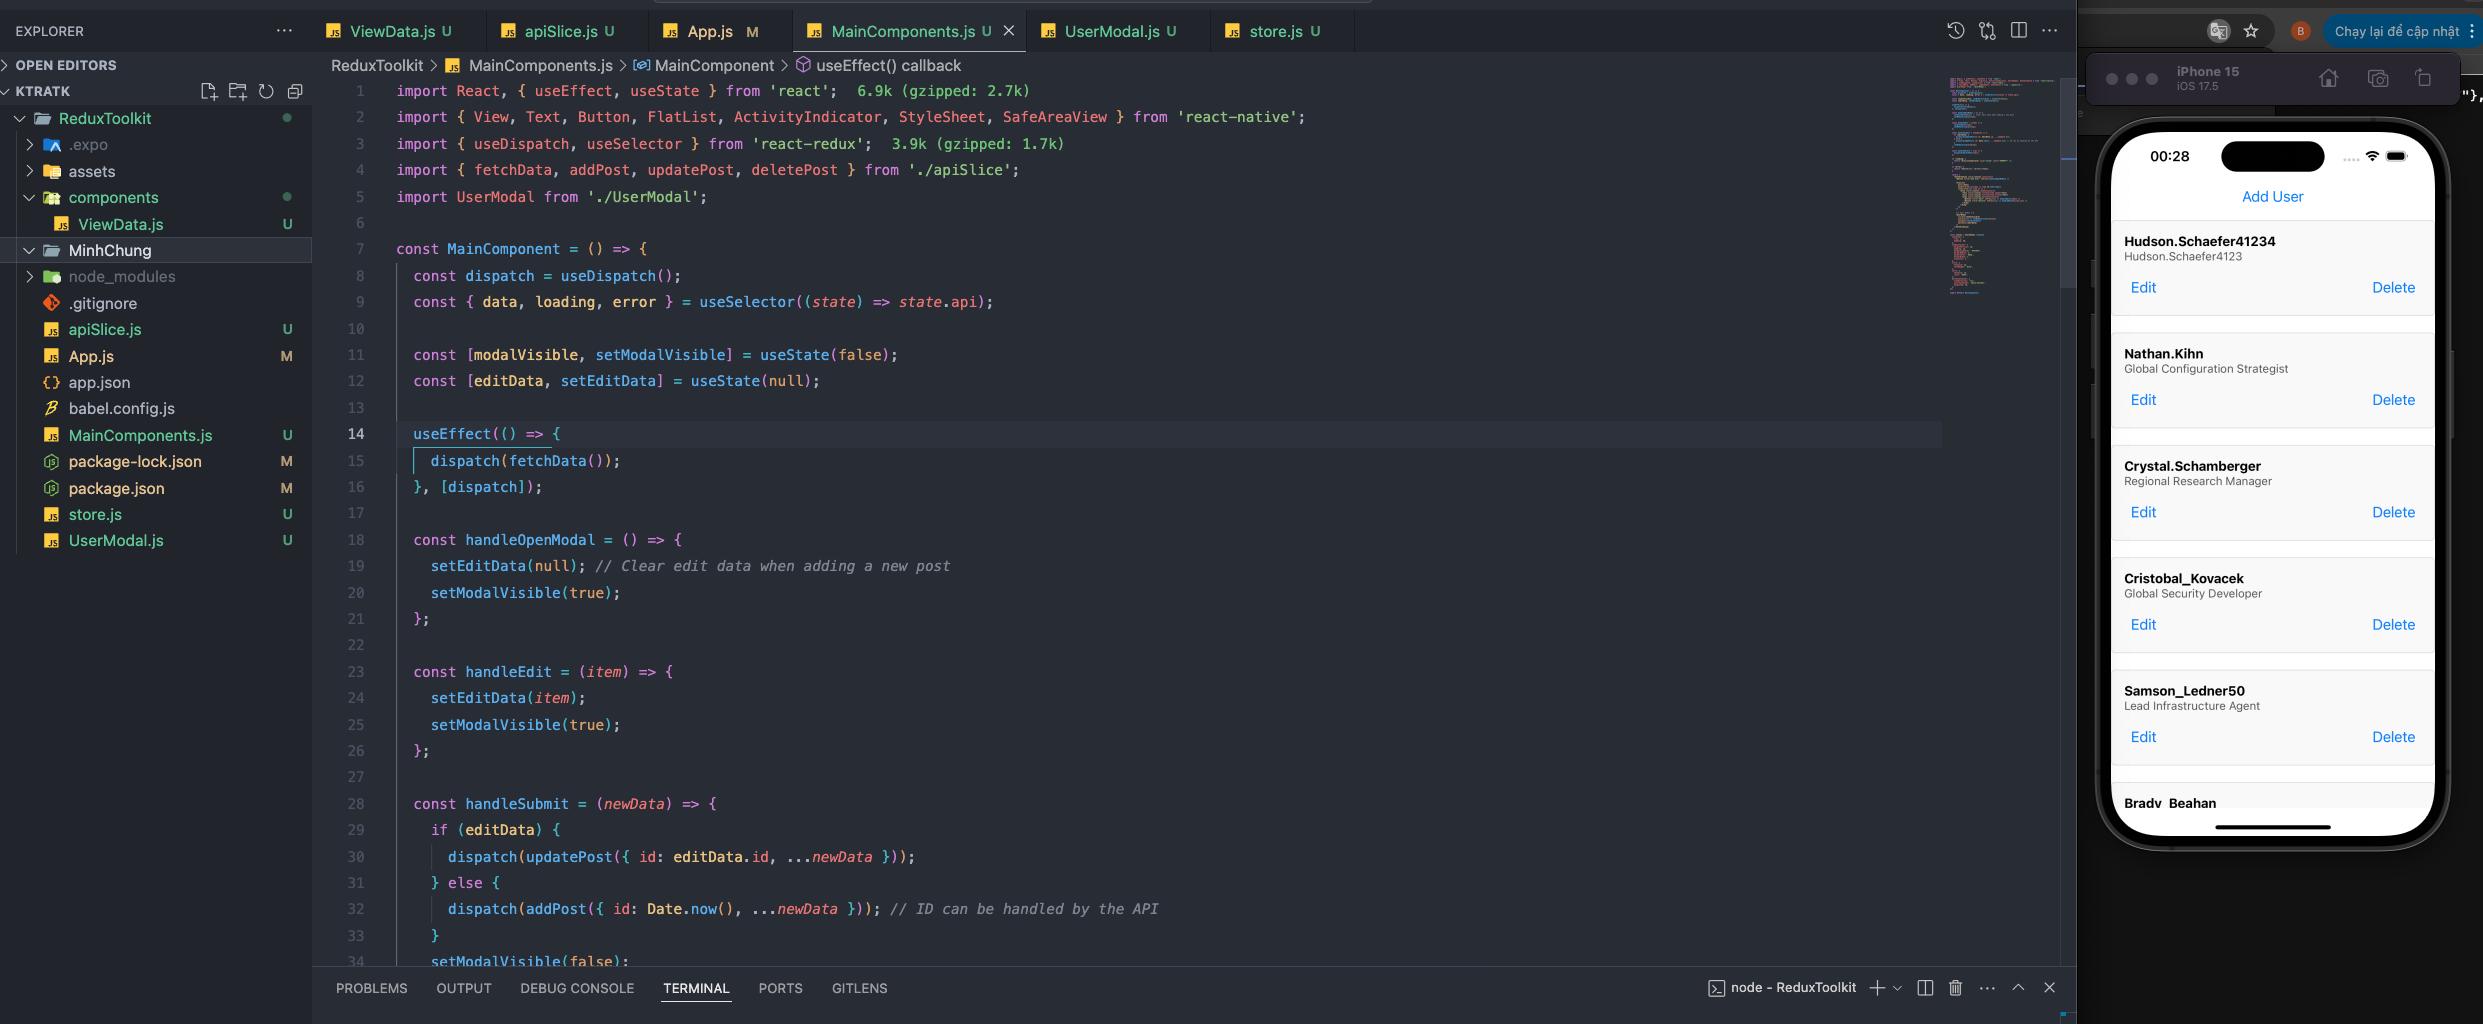 EXPLORER
OPEN EDITORS
KTRATK
ReduxToolkit
.expo
assets
components
ViewData.js U
MinhChung
node_modules
.gitignore
apiSlice.js U
App.js M
app.json
babel.config.js
MainComponents.js U
package-lock.json M
package.json M
store.js U
UserModal.js U
ViewData.js U
apiSlice.js U
App.js M
MainComponents.js U
UserModal.js U
store.js U
ReduxToolkit > MainComponents.js > MainComponent > useEffect() callback
1 import React, { useEffect, useState } from 'react'; 6.9k (gzipped: 2.7k)
2 import { View, Text, Button, FlatList, ActivityIndicator, StyleSheet, SafeAreaView } from 'react-native';
3 import { useDispatch, useSelector } from 'react-redux'; 3.9k (gzipped: 1.7k)
4 import { fetchData, addPost, updatePost, deletePost } from './apiSlice';
5 import UserModal from './UserModal';
6
7 const MainComponent = () => {
8 const dispatch = useDispatch();
9 const { data, loading, error } = useSelector((state) => state.api);
10
11 const [modalVisible, setModalVisible] = useState(false);
12 const [editData, setEditData] = useState(null);
13
14 useEffect(() => {
15 dispatch(fetchData());
16 }, [dispatch]);
17
18 const handleOpenModal = () => {
19 setEditData(null); // Clear edit data when adding a new post
20 setModalVisible(true);
21 };
22
23 const handleEdit = (item) => {
24 setEditData(item);
25 setModalVisible(true);
26 };
27
28 const handleSubmit = (newData) => {
29 if (editData) {
30 dispatch(updatePost({ id: editData.id, ...newData }));
31 } else {
32 dispatch(addPost({ id: Date.now(), ...newData })); // ID can be handled by the API
33 }
34 setModalVisible(false);
PROBLEMS OUTPUT DEBUG CONSOLE TERMINAL PORTS GITLENS
node - ReduxToolkit
B Chạy lại để cập nhật
iPhone 15
iOS 17.5
"},
00:28
Add User
Hudson.Schaefer41234
Hudson.Schaefer4123
Edit Delete
Nathan.Kihn
Global Configuration Strategist
Edit Delete
Crystal.Schamberger
Regional Research Manager
Edit Delete
Cristobal_Kovacek
Global Security Developer
Edit Delete
Samson_Ledner50
Lead Infrastructure Agent
Edit Delete
Brady_Beahan